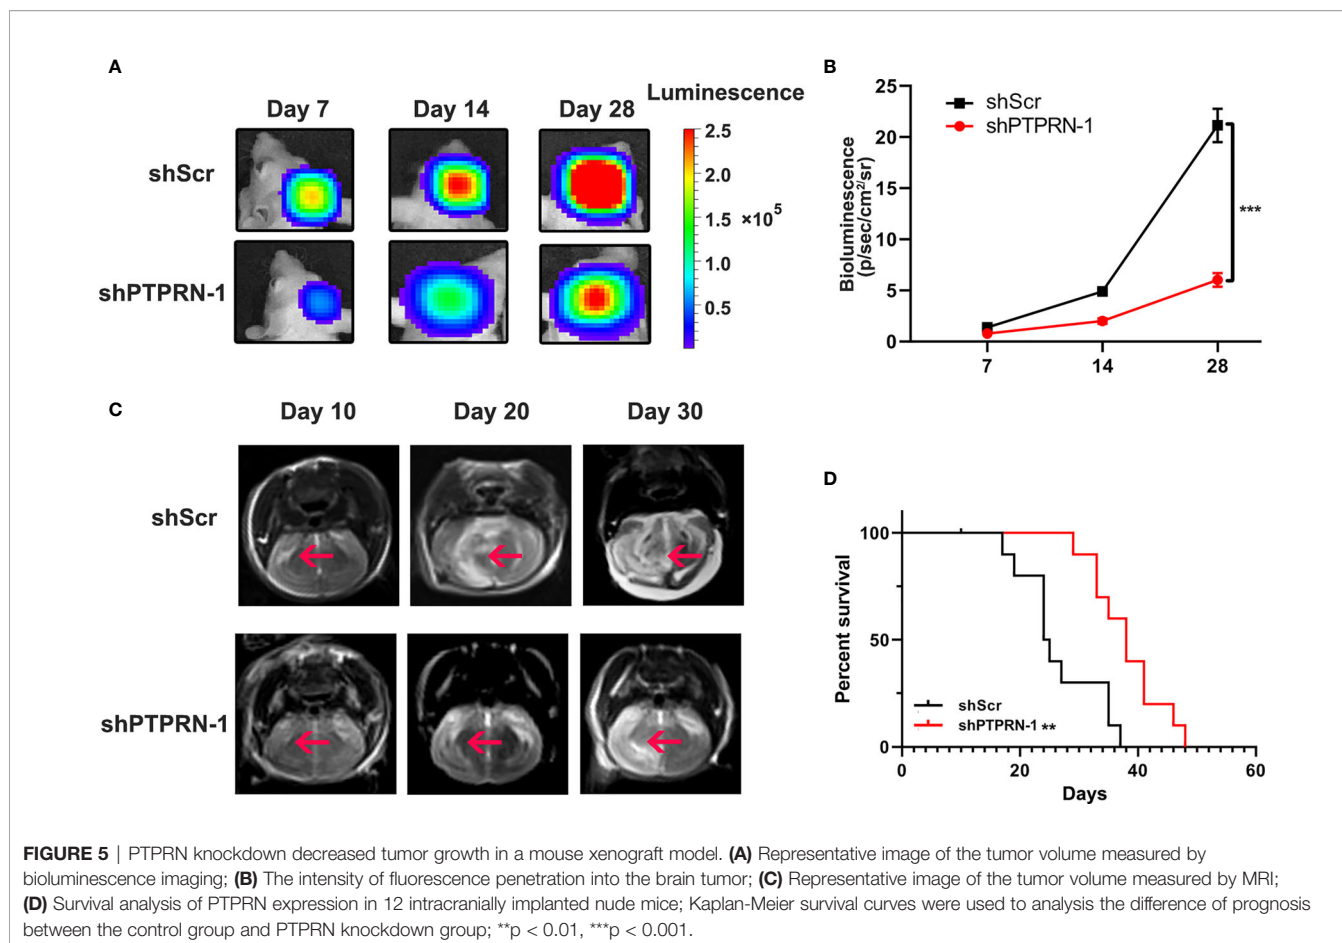 A
Day 7
Day 14
Day 28
Luminescence
shScr
shPTPRN-1
2.5
2.0
1.5
×10⁵
1.0
0.5
B
Bioluminescence
(p/sec/cm²/sr)
25
20
15
10
5
0
shScr
shPTPRN-1
***
7
14
28
C
Day 10
Day 20
Day 30
shScr
shPTPRN-1
D
Percent survival
100
50
0
shScr
shPTPRN-1 **
0
20
40
60
Days
FIGURE 5 | PTPRN knockdown decreased tumor growth in a mouse xenograft model. (A) Representative image of the tumor volume measured by
bioluminescence imaging; (B) The intensity of fluorescence penetration into the brain tumor; (C) Representative image of the tumor volume measured by MRI;
(D) Survival analysis of PTPRN expression in 12 intracranially implanted nude mice; Kaplan-Meier survival curves were used to analysis the difference of prognosis
between the control group and PTPRN knockdown group; **p < 0.01, ***p < 0.001.